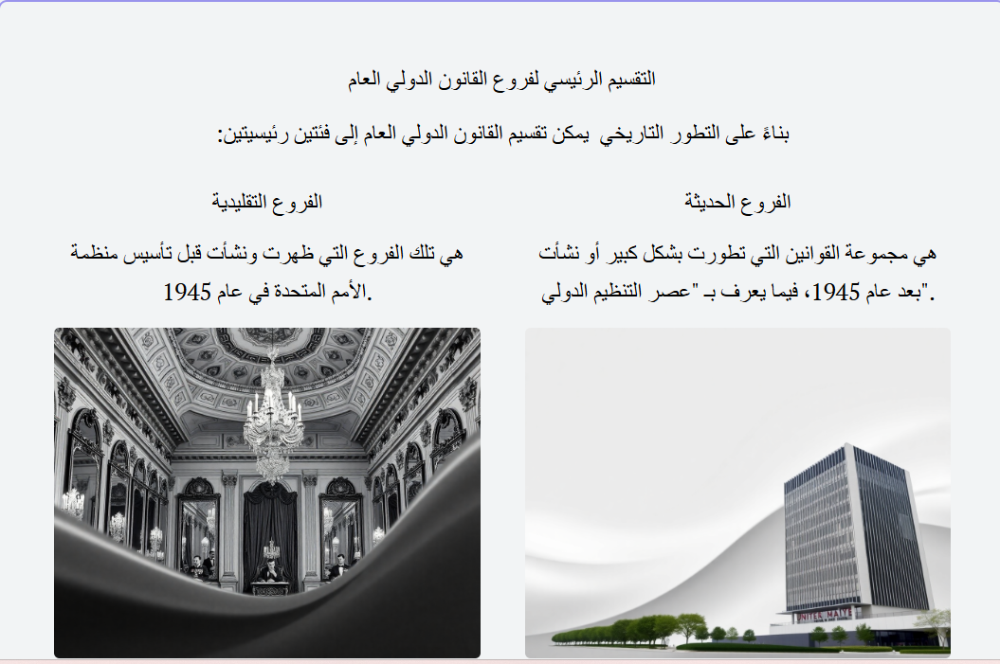 التقسيم الرئيسي لفروع القانون الدولي العام
بناءً على التطور التاريخي يمكن تقسيم القانون الدولي العام إلى فئتين رئيسيتين:
الفروع الحديثة
هي مجموعة القوانين التي تطورت بشكل كبير أو نشأت
بعد عام 1945، فيما يعرف بـ "عصر التنظيم الدولي".
الفروع التقليدية
هي تلك الفروع التي ظهرت ونشأت قبل تأسيس منظمة
الأمم المتحدة في عام 1945.